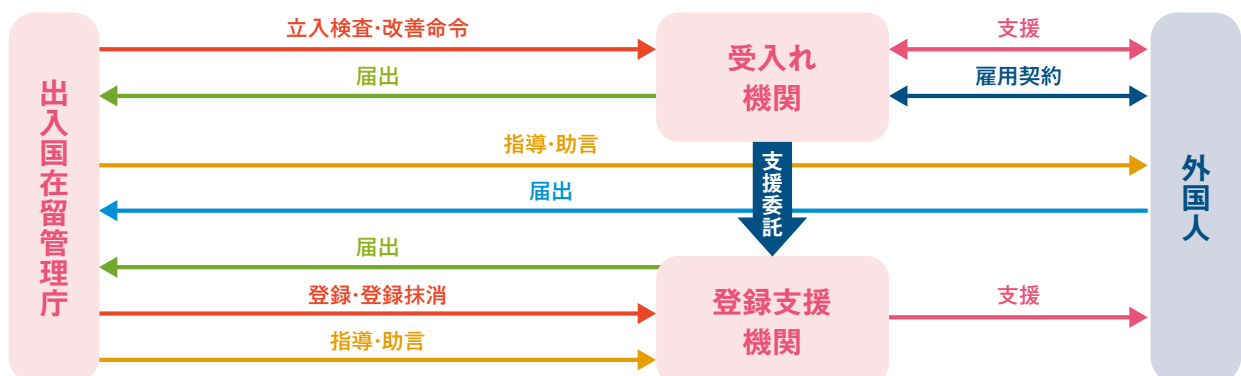 出入国在留管理庁
立入検査・改善命令
届出
受入れ
機関
支援
雇用契約
指導・助言
届出
支援委託
外国人
届出
登録・登録抹消
指導・助言
登録支援
機関
支援